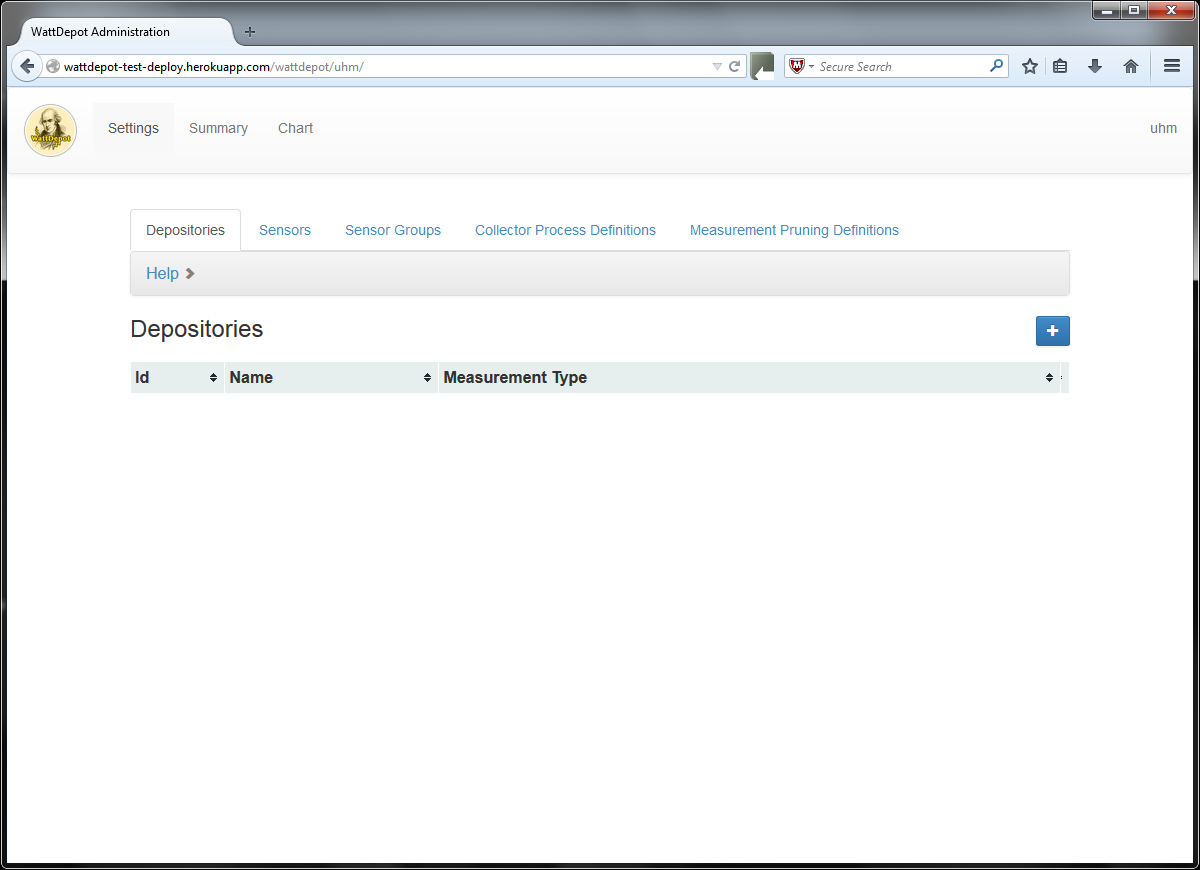 WattDepot Administration
wattdepot-test-deploy.herokuapp.com/wattdepot/uhm/
Secure Search
WattDepot
Settings Summary Chart uhm
Depositories Sensors Sensor Groups Collector Process Definitions Measurement Pruning Definitions
Help
Depositories
Id Name Measurement Type